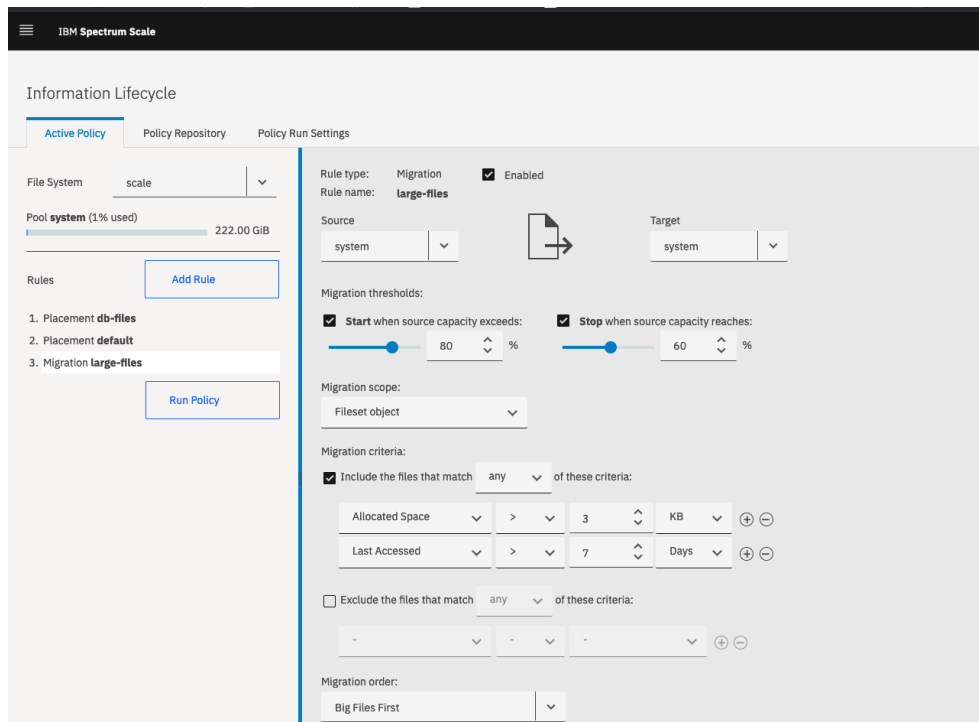 IBM Spectrum Scale
Information Lifecycle
Active Policy Policy Repository Policy Run Settings
File System scale
Pool system (1% used)
222.00 GiB
Rules Add Rule
1. Placement db-files
2. Placement default
3. Migration large-files
Run Policy
Rule type: Migration Enabled
Rule name: large-files
Source Target
system system
Migration thresholds:
Start when source capacity exceeds: Stop when source capacity reaches:
80 % 60 %
Migration scope:
Fileset object
Migration criteria:
Include the files that match any of these criteria:
Allocated Space > 3 KB
Last Accessed > 7 Days
Exclude the files that match any of these criteria:
- - -
Migration order:
Big Files First